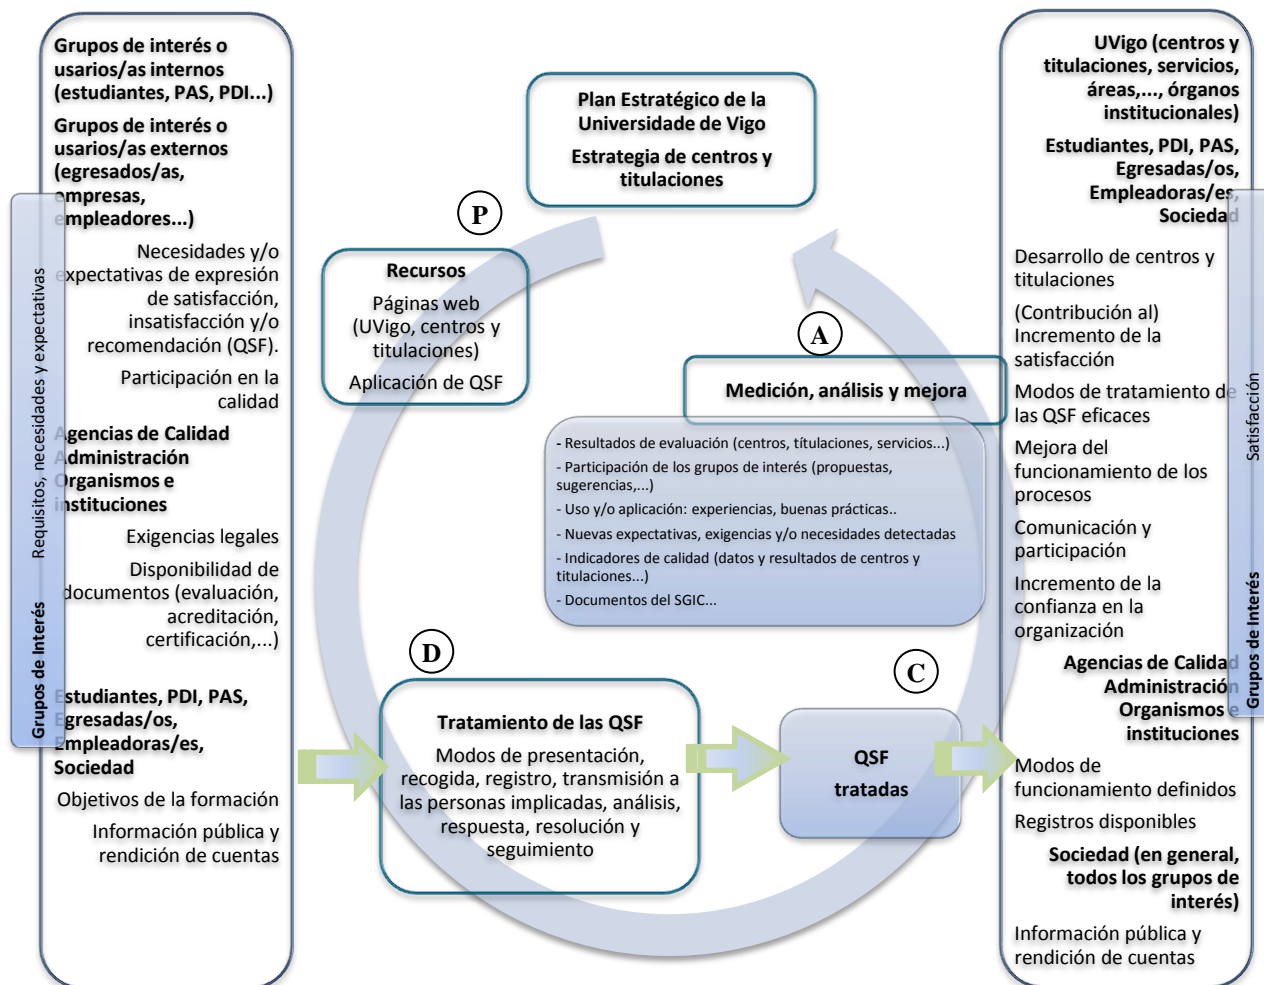 Grupos de interés o
usarios/as internos
(estudiantes, PAS, PDI...)
Grupos de interés o
usarios/as externos
(egresados/as,
empresas,
empleadores...)
Necesidades y/o
expectativas de expresión
de satisfacción,
insatisfacción y/o
recomendación (QSF).
Participación en la
calidad
Agencias de Calidad
Administración
Organismos e
instituciones
Exigencias legales
Disponibilidad de
documentos (evaluación,
acreditación,
certificación,...)
Estudiantes, PDI, PAS,
Egresadas/os,
Empleadoras/es,
Sociedad
Objetivos de la formación
Información pública y
rendición de cuentas
Grupos de Interés Requisitos, necesidades y expectativas
Plan Estratégico de la
Universidade de Vigo
Estrategia de centros y
titulaciones
P
Recursos
Páginas web
(UVigo, centros y
titulaciones)
Aplicación de QSF
A
Medición, análisis y mejora
- Resultados de evaluación (centros, títulaciones, servicios...)
- Participación de los grupos de interés (propuestas,
sugerencias,...)
- Uso y/o aplicación: experiencias, buenas prácticas..
- Nuevas expectativas, exigencias y/o necesidades detectadas
- Indicadores de calidad (datos y resultados de centros y
titulaciones...)
- Documentos del SGIC...
D
Tratamiento de las QSF
Modos de presentación,
recogida, registro, transmisión a
las personas implicadas, análisis,
respuesta, resolución y
seguimiento
C
QSF
tratadas
UVigo (centros y
titulaciones, servicios,
áreas,..., órganos
institucionales)
Estudiantes, PDI, PAS,
Egresadas/os,
Empleadoras/es,
Sociedad
Desarrollo de centros y
titulaciones
(Contribución al)
Incremento de la
satisfacción
Modos de tratamiento de
las QSF eficaces
Mejora del
funcionamiento de los
procesos
Comunicación y
participación
Incremento de la
confianza en la
organización
Agencias de Calidad
Administración
Organismos e
instituciones
Modos de
funcionamiento definidos
Registros disponibles
Sociedad (en general,
todos los grupos de
interés)
Información pública y
rendición de cuentas
Grupos de Interés Satisfacción